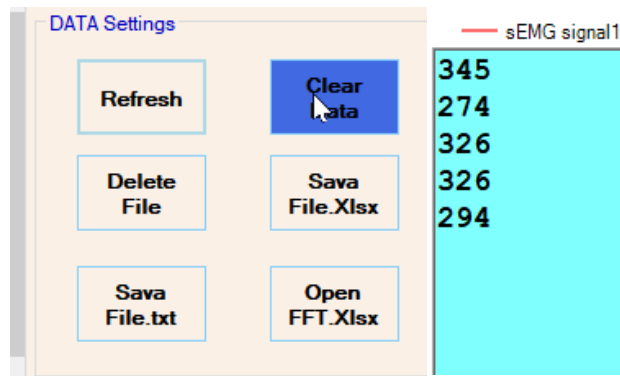 DATA Settings
Refresh
Clear
Data
Delete
File
Sava
File.Xlsx
Sava
File.txt
Open
FFT.Xlsx
sEMG signal1
345
274
326
326
294